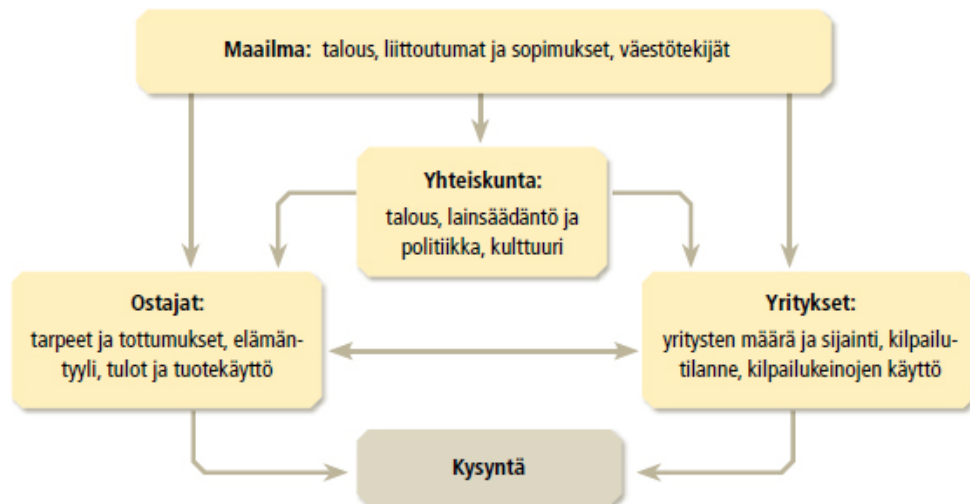 Maailma: talous, liittoutumat ja sopimukset, väestötekijät
Yhteiskunta:
talous, lainsäädäntö ja
politiikka, kulttuuri
Ostajat:
tarpeet ja tottumukset, elämän-
tyyli, tulot ja tuotekäyttö
Yritykset:
yritysten määrä ja sijainti, kilpailu-
tilanne, kilpailukeinojen käyttö
Kysyntä